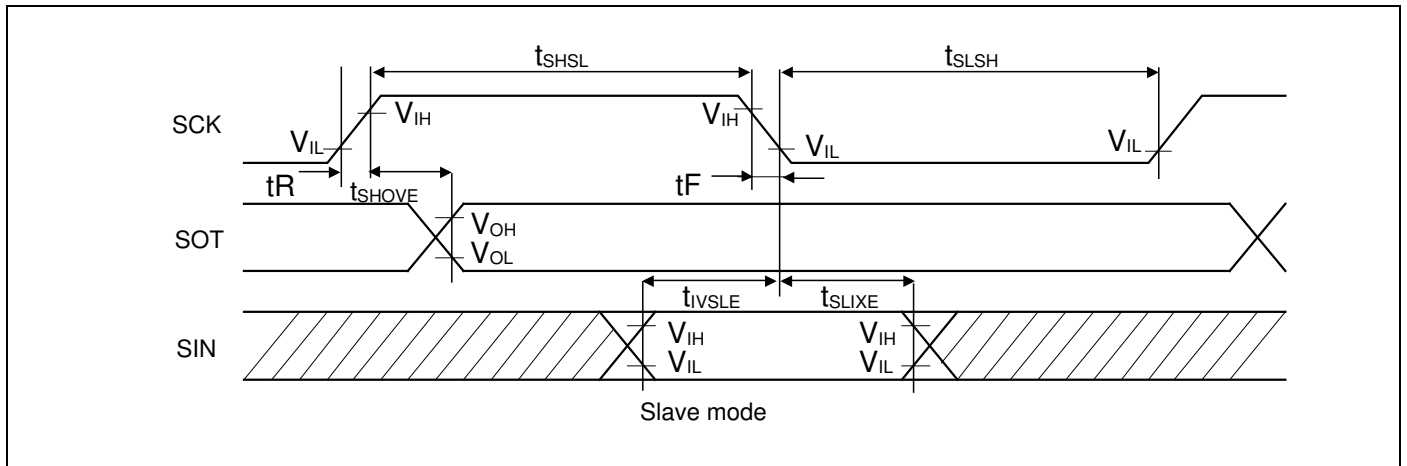 tSHSL tSLSH
SCK VIH VIH
VIL VIL VIL
tR tSHOVE tF
SOT VOH
VOL
tIVSLE tSLIXE
SIN VIH VIH
VIL VIL
Slave mode